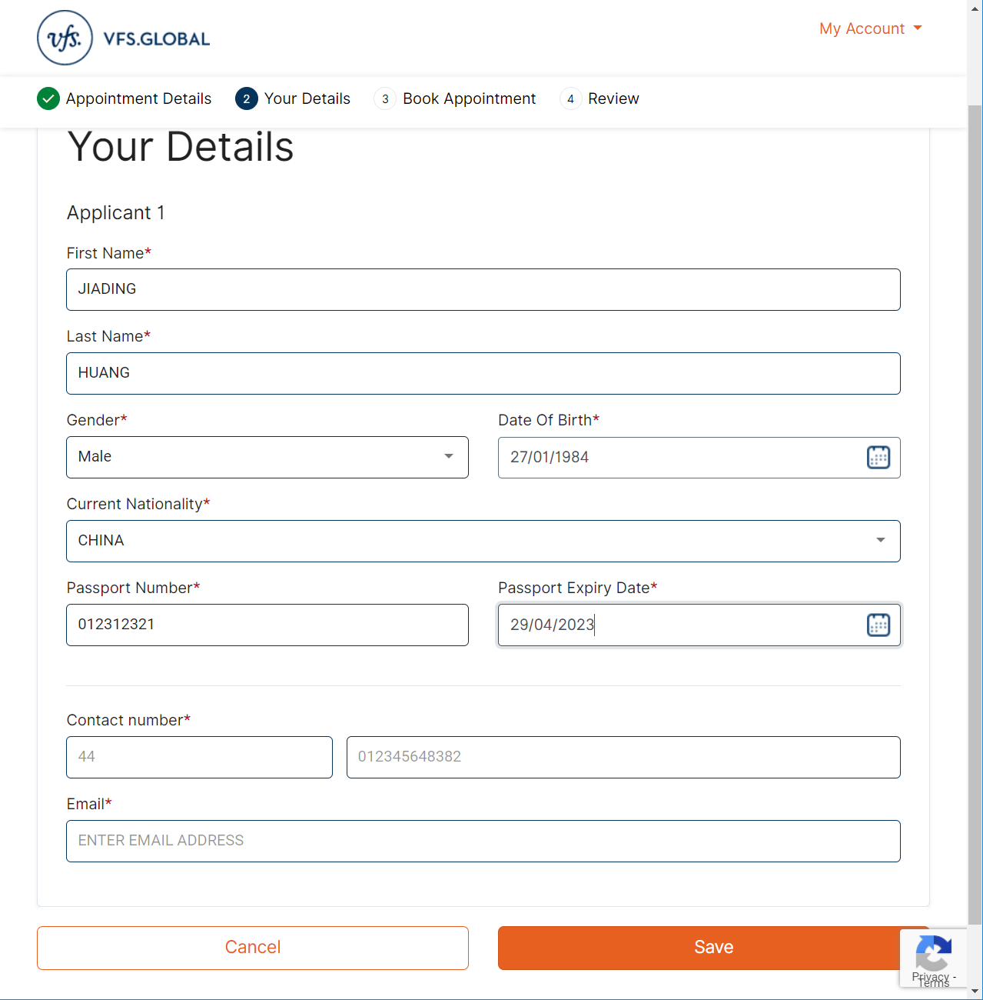 vfs. VFS.GLOBAL
My Account
Appointment Details 2 Your Details 3 Book Appointment 4 Review
Your Details
Applicant 1
First Name*
JIADING
Last Name*
HUANG
Gender* Date Of Birth*
Male 27/01/1984
Current Nationality*
CHINA
Passport Number* Passport Expiry Date*
012312321 29/04/2023
Contact number*
44 012345648382
Email*
ENTER EMAIL ADDRESS
Cancel Save
Privacy -
Terms